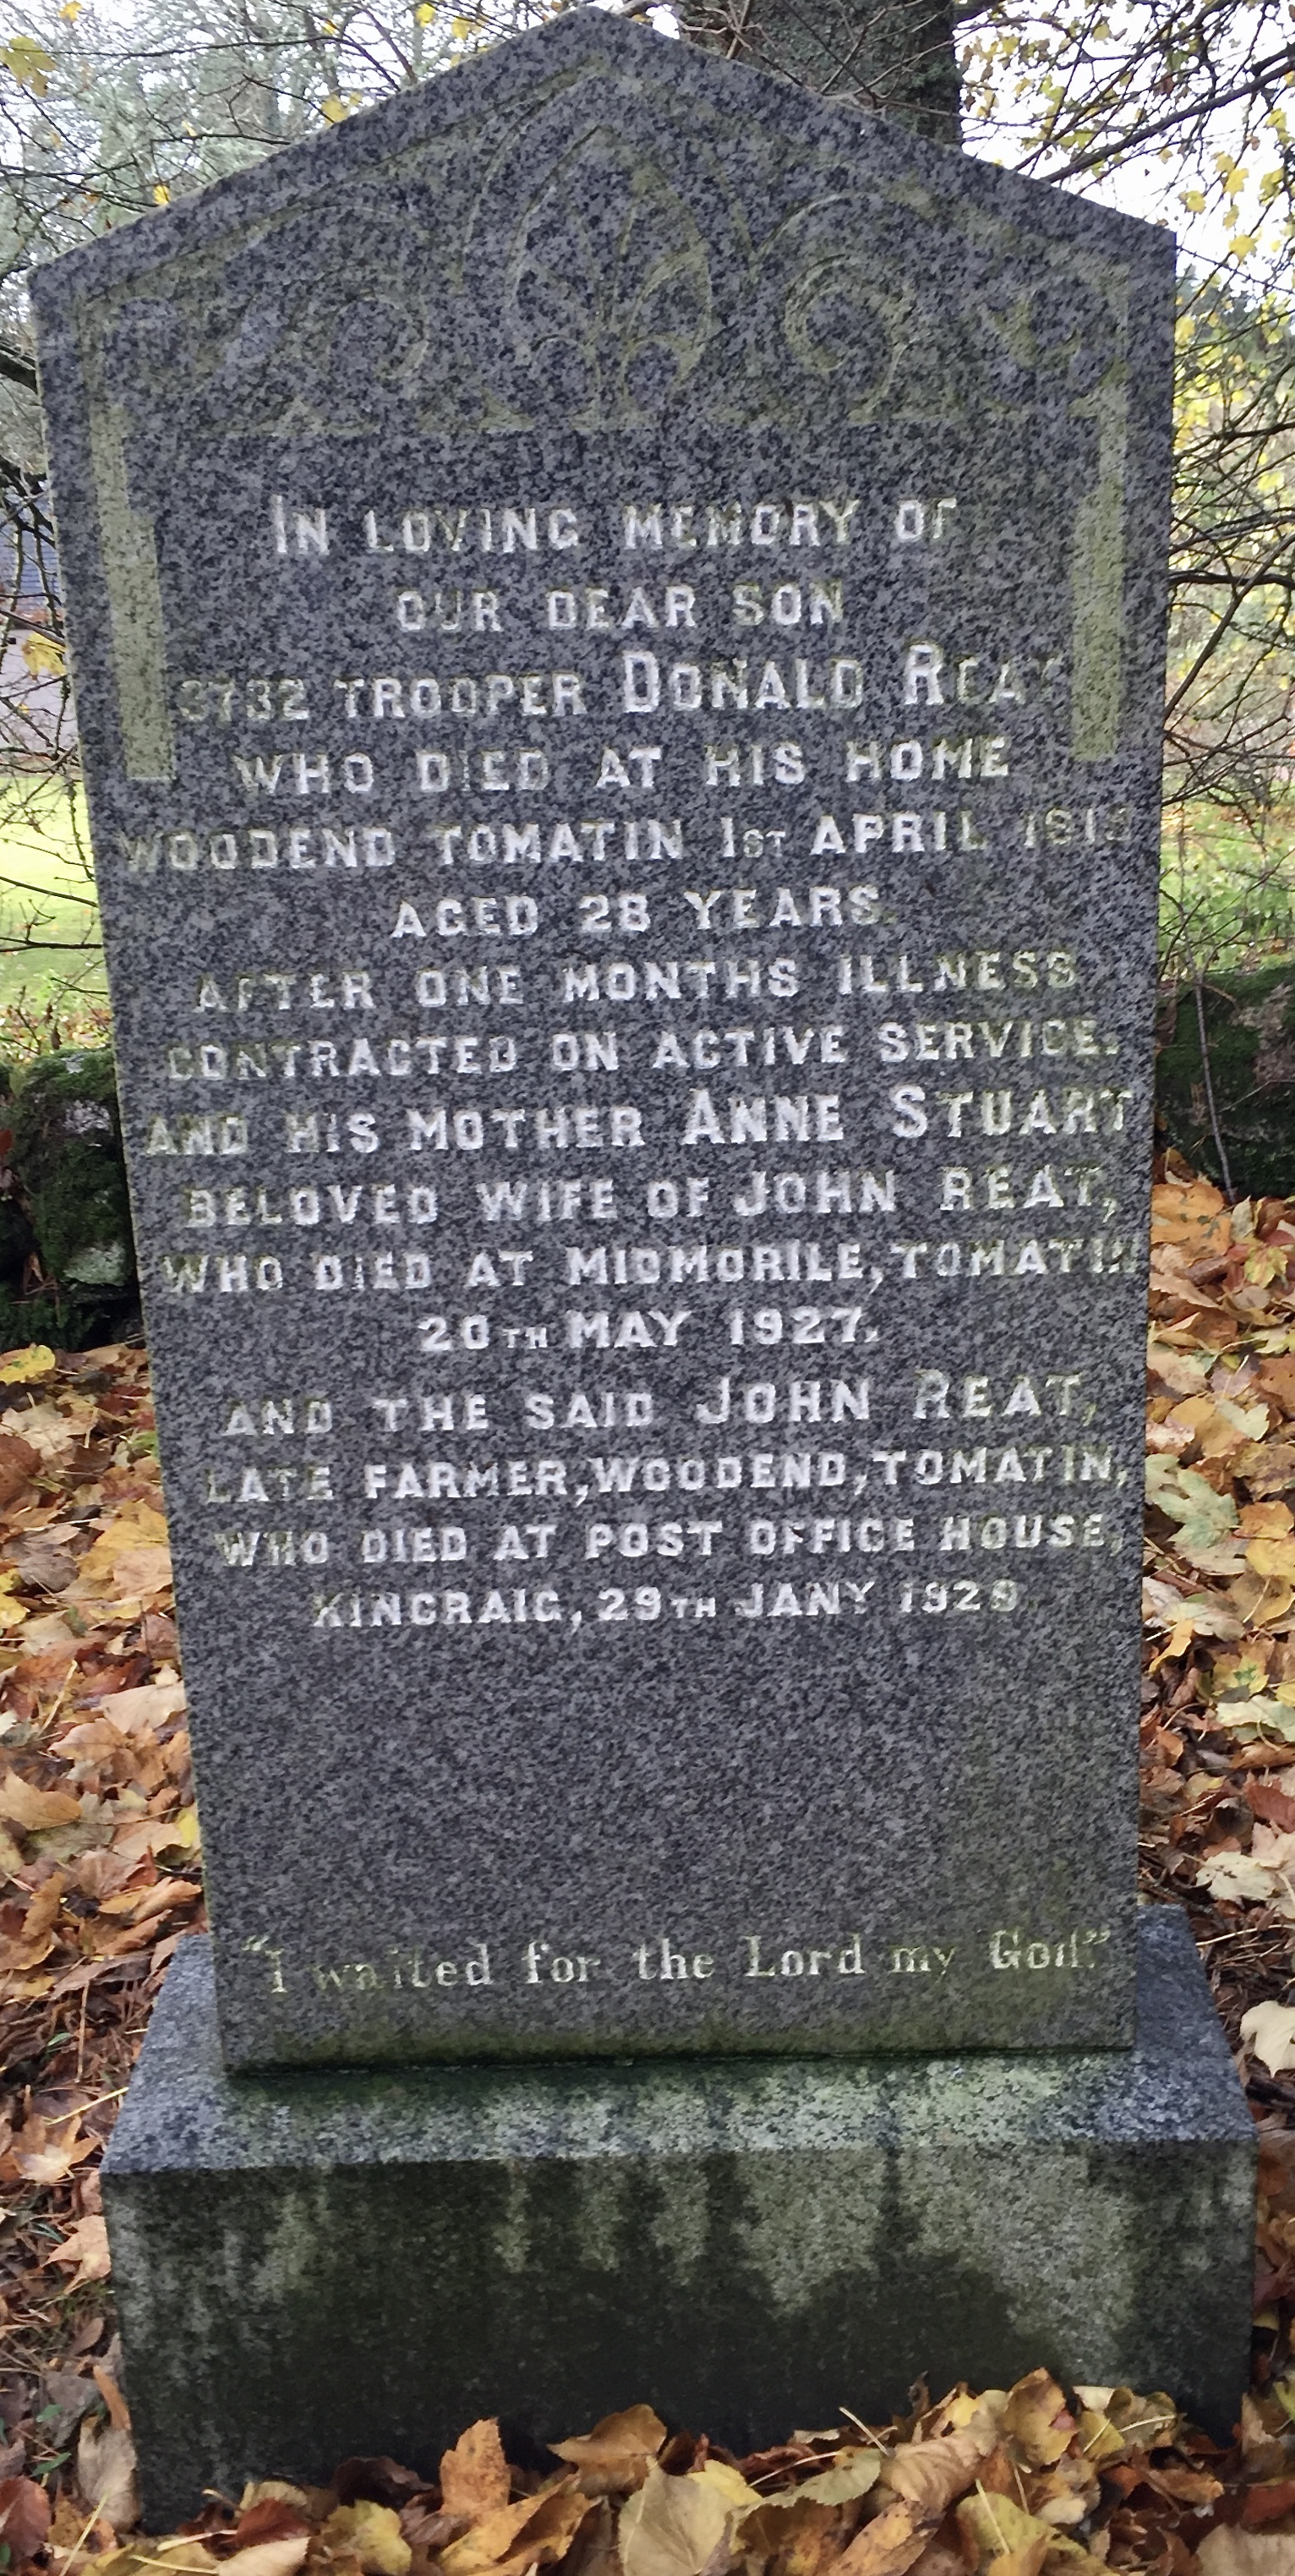 IN LOVING MEMORY OF
OUR DEAR SON
3732 TROOPER DONALD REAT
WHO DIED AT HIS HOME
WOODEND TOMATIN 1ST APRIL
AGED 28 YEARS.
AFTER ONE MONTHS ILLNESS
CONTRACTED ON ACTIVE SERVICE.
AND HIS MOTHER ANNE STUART
BELOVED WIFE OF JOHN REAT,
WHO DIED AT MIDMORILE, TOMATIN
20TH MAY 1927.
AND THE SAID JOHN REAT,
LATE FARMER, WOODEND, TOMATIN,
WHO DIED AT POST OFFICE HOUSE,
KINCRAIG, 29TH JANY
"I waited for the Lord my God."